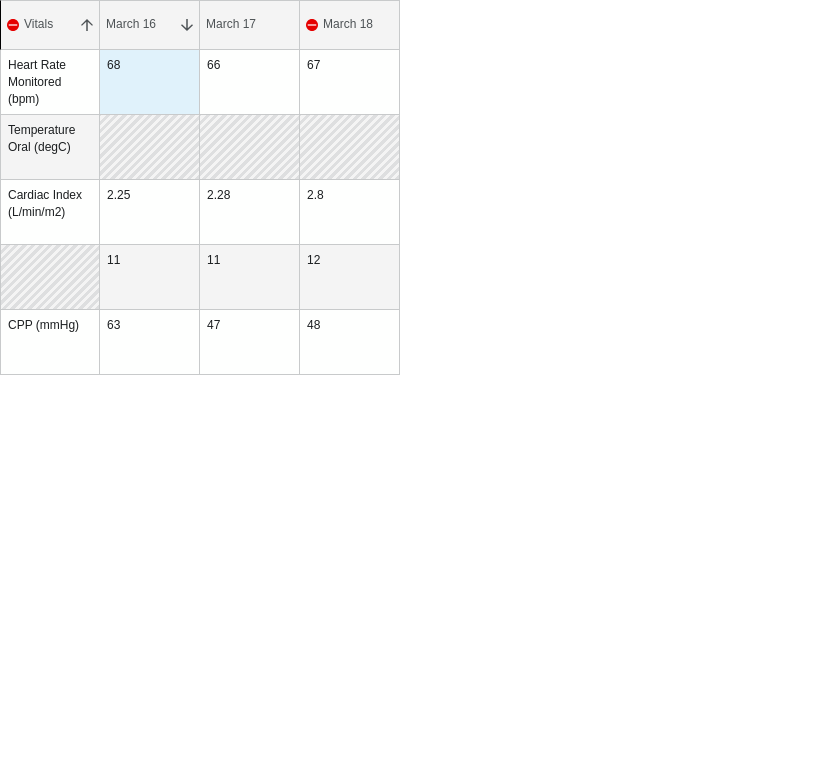 Vitals March 16 March 17 March 18
Heart Rate 68 66 67
Monitored
(bpm)
Temperature
Oral (degC)
Cardiac Index 2.25 2.28 2.8
(L/min/m2)
11 11 12
CPP (mmHg) 63 47 48